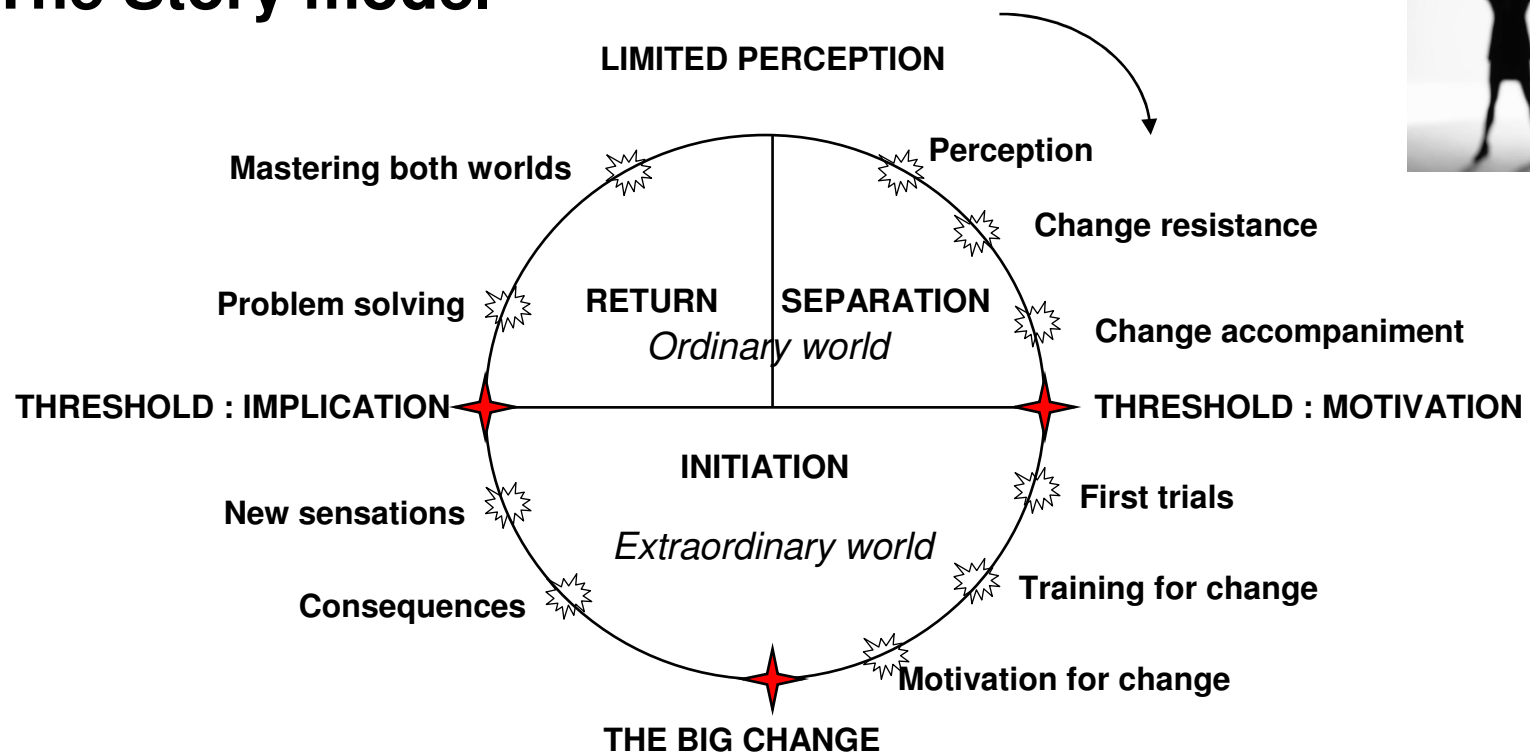 The Story model
LIMITED PERCEPTION
Perception
Mastering both worlds
Change resistance
Problem solving
RETURN
SEPARATION
Ordinary world
Change accompaniment
THRESHOLD : IMPLICATION
THRESHOLD : MOTIVATION
INITIATION
First trials
New sensations
Extraordinary world
Training for change
Consequences
Motivation for change
THE BIG CHANGE